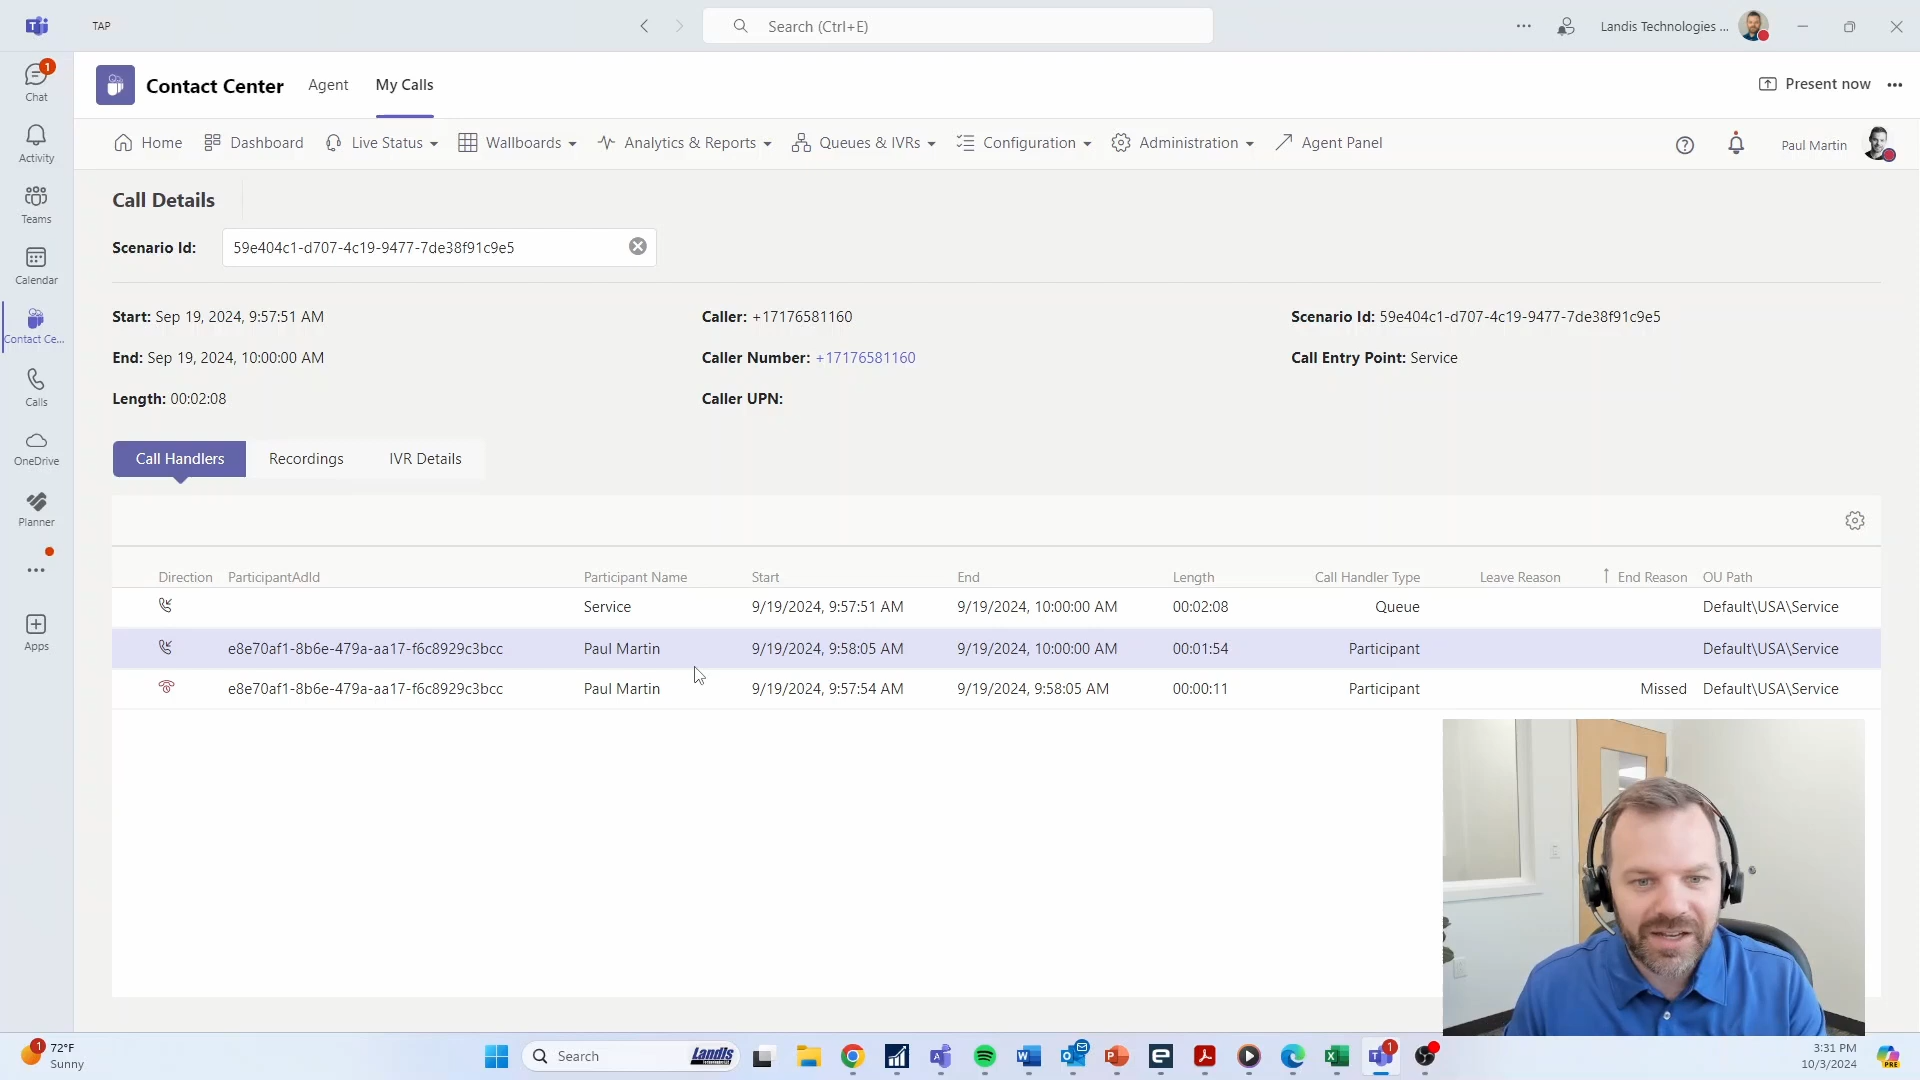 TAP
Search (Ctrl+E)
Landis Technologies ...
1
Chat
Activity
Teams
Calendar
Contact Ce...
Calls
OneDrive
Planner
Apps
Contact Center
Agent
My Calls
Present now
Home
Dashboard
Live Status
Wallboards
Analytics & Reports
Queues & IVRs
Configuration
Administration
Agent Panel
Paul Martin
Call Details
Scenario Id:
59e404c1-d707-4c19-9477-7de38f91c9e5
Start: Sep 19, 2024, 9:57:51 AM
Caller: +17176581160
Scenario Id: 59e404c1-d707-4c19-9477-7de38f91c9e5
End: Sep 19, 2024, 10:00:00 AM
Caller Number: +17176581160
Call Entry Point: Service
Length: 00:02:08
Caller UPN:
Call Handlers
Recordings
IVR Details
Direction ParticipantAdId Participant Name Start End Length Call Handler Type Leave Reason End Reason OU Path
Service 9/19/2024, 9:57:51 AM 9/19/2024, 10:00:00 AM 00:02:08 Queue Default\USA\Service
e8e70af1-8b6e-479a-aa17-f6c8929c3bcc Paul Martin 9/19/2024, 9:58:05 AM 9/19/2024, 10:00:00 AM 00:01:54 Participant Default\USA\Service
e8e70af1-8b6e-479a-aa17-f6c8929c3bcc Paul Martin 9/19/2024, 9:57:54 AM 9/19/2024, 9:58:05 AM 00:00:11 Participant Missed Default\USA\Service
1
72°F
Sunny
Search
Landis
1
3:31 PM
10/3/2024
PRE